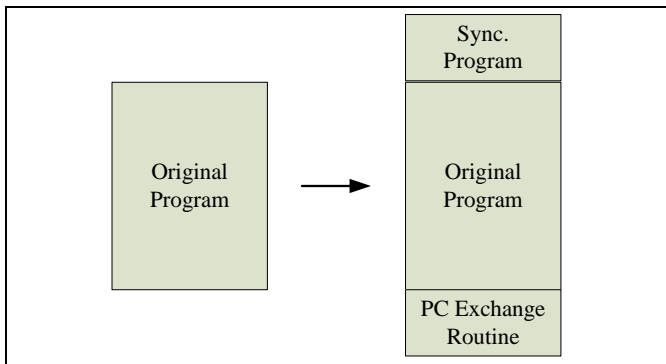 Original
Program
Sync.
Program
Original
Program
PC Exchange
Routine